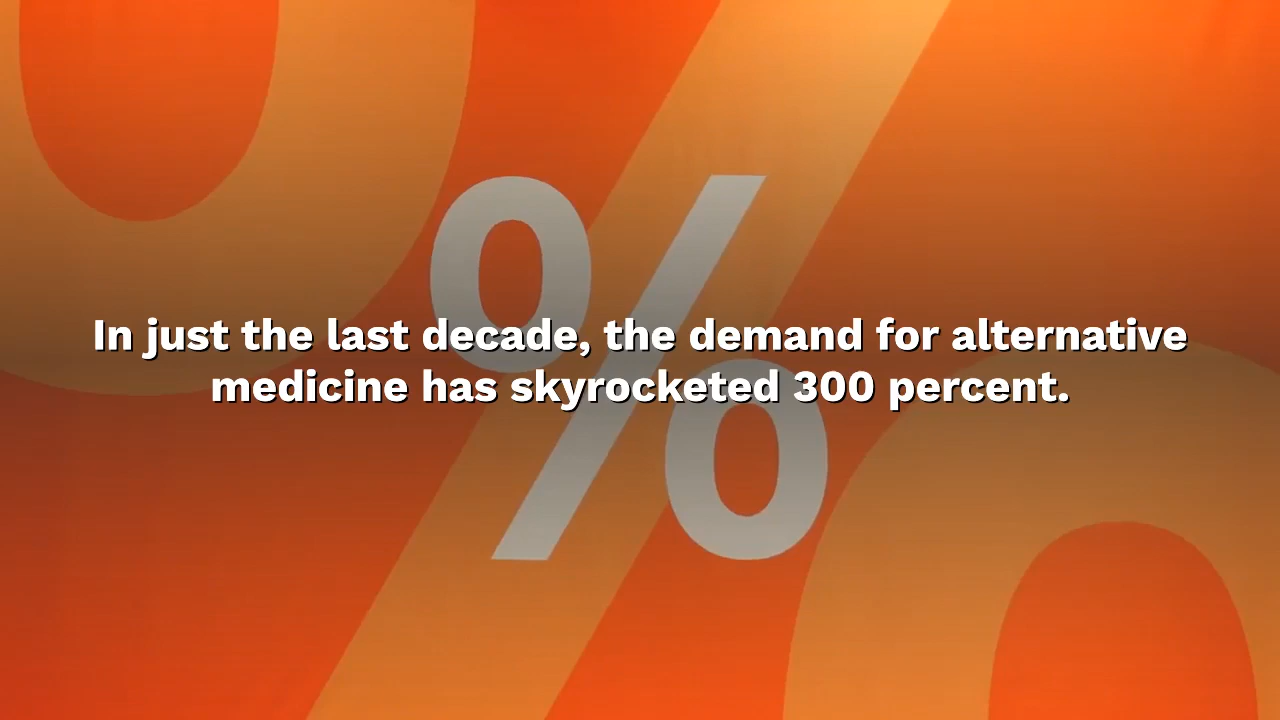 %
In just the last decade, the demand for alternative
medicine has skyrocketed 300 percent.